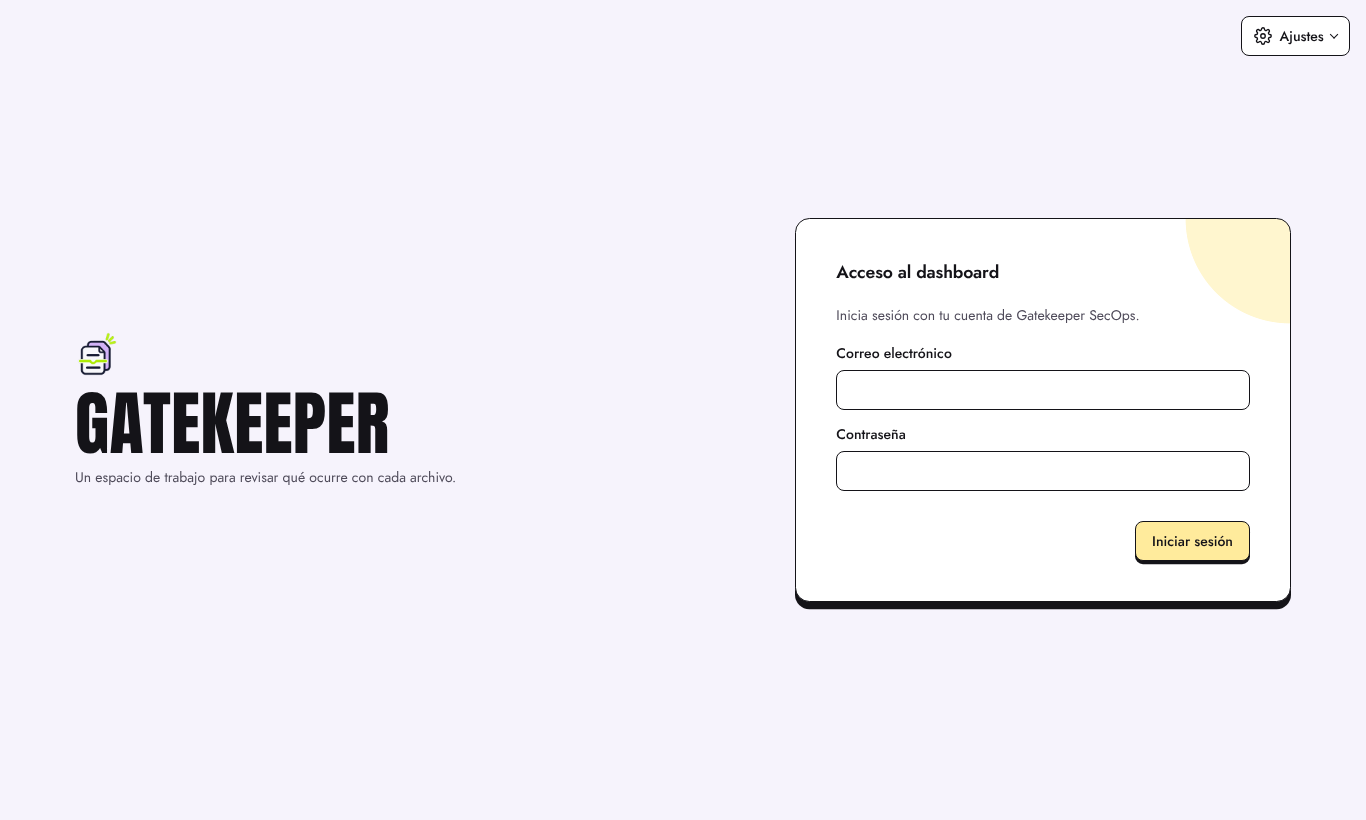 Ajustes
GATEKEEPER
Un espacio de trabajo para revisar qué ocurre con cada archivo.
Acceso al dashboard
Inicia sesión con tu cuenta de Gatekeeper SecOps.
Correo electrónico
Contraseña
Iniciar sesión